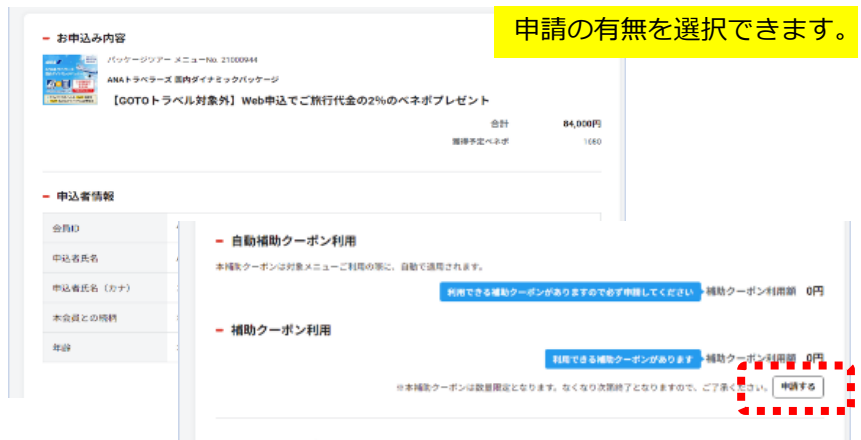 申請の有無を選択できます。
お申込み内容
パッケージツアー メニューNo. 21000944
ANAトラベラーズ 国内ダイナミックパッケージ
【GOTOトラベル対象外】Web申込でご旅行代金の2%のベネポプレゼント
合計 84,000円
獲得予定ベネポ 1680
申込者情報
会員ID
申込者氏名
申込者氏名（カナ）
本会員との続柄
年齢
自動補助クーポン利用
本補助クーポンは対象メニューご利用の際に、自動で適用されます。
利用できる補助クーポンがありますので必ず申請してください 補助クーポン利用額 0円
補助クーポン利用
利用できる補助クーポンがあります 補助クーポン利用額 0円
※本補助クーポンは数量限定となります。なくなり次第終了となりますので、ご了承ください。 申請する